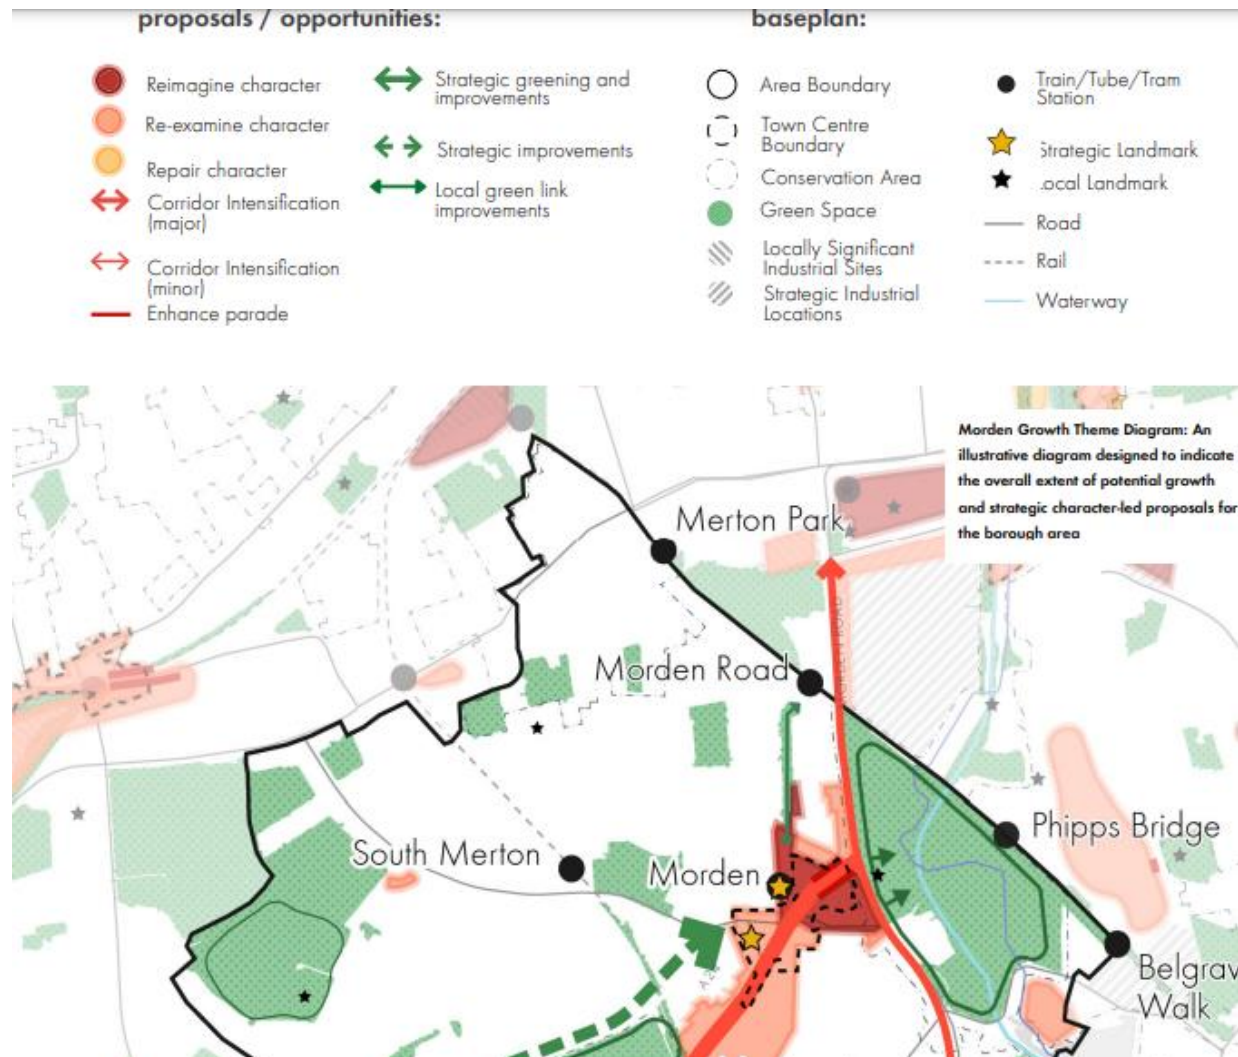 proposals / opportunities:
Reimagine character
Re-examine character
Repair character
Corridor Intensification
(major)
Corridor Intensification
(minor)
Enhance parade
Strategic greening and
improvements
Strategic improvements
Local green link
improvements
baseplan:
Area Boundary
Town Centre
Boundary
Conservation Area
Green Space
Locally Significant
Industrial Sites
Strategic Industrial
Locations
Train/Tube/Tram
Station
Strategic Landmark
ocal Landmark
Road
Rail
Waterway
Morden Growth Theme Diagram: An
illustrative diagram designed to indicate
the overall extent of potential growth
and strategic character-led proposals for
the borough area
Merton Park
Morden Road
Phipps Bridge
South Merton
Morden
Belgrav
Walk